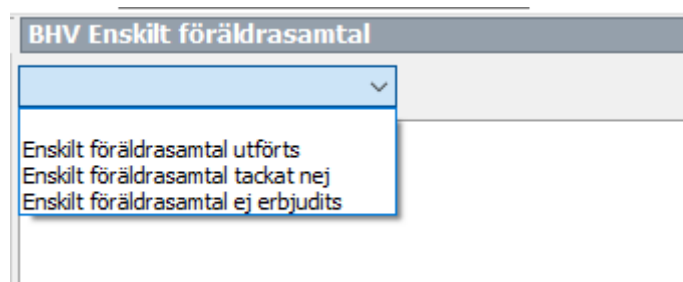 BHV Enskilt föräldrasamtal
Enskilt föräldrasamtal utförts
Enskilt föräldrasamtal tackat nej
Enskilt föräldrasamtal ej erbjudits